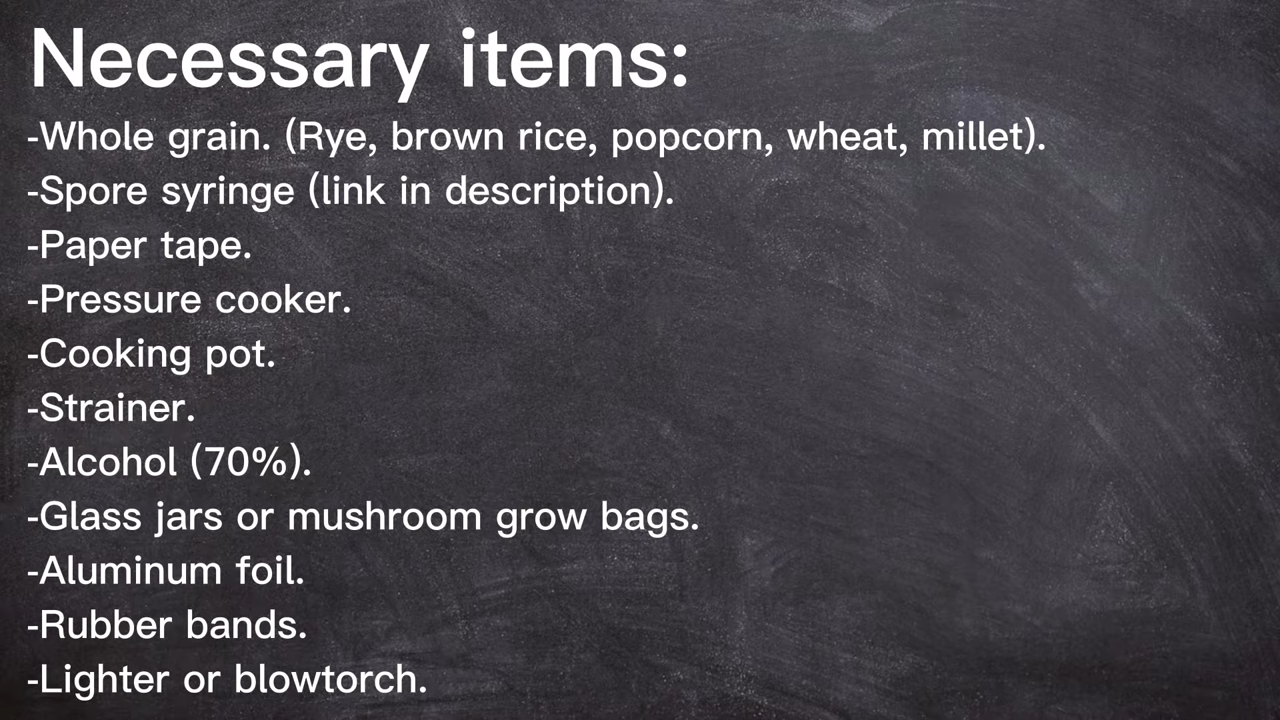 Necessary items:
-Whole grain. (Rye, brown rice, popcorn, wheat, millet).
-Spore syringe (link in description).
-Paper tape.
-Pressure cooker.
-Cooking pot.
-Strainer.
-Alcohol (70%).
-Glass jars or mushroom grow bags.
-Aluminum foil.
-Rubber bands.
-Lighter or blowtorch.